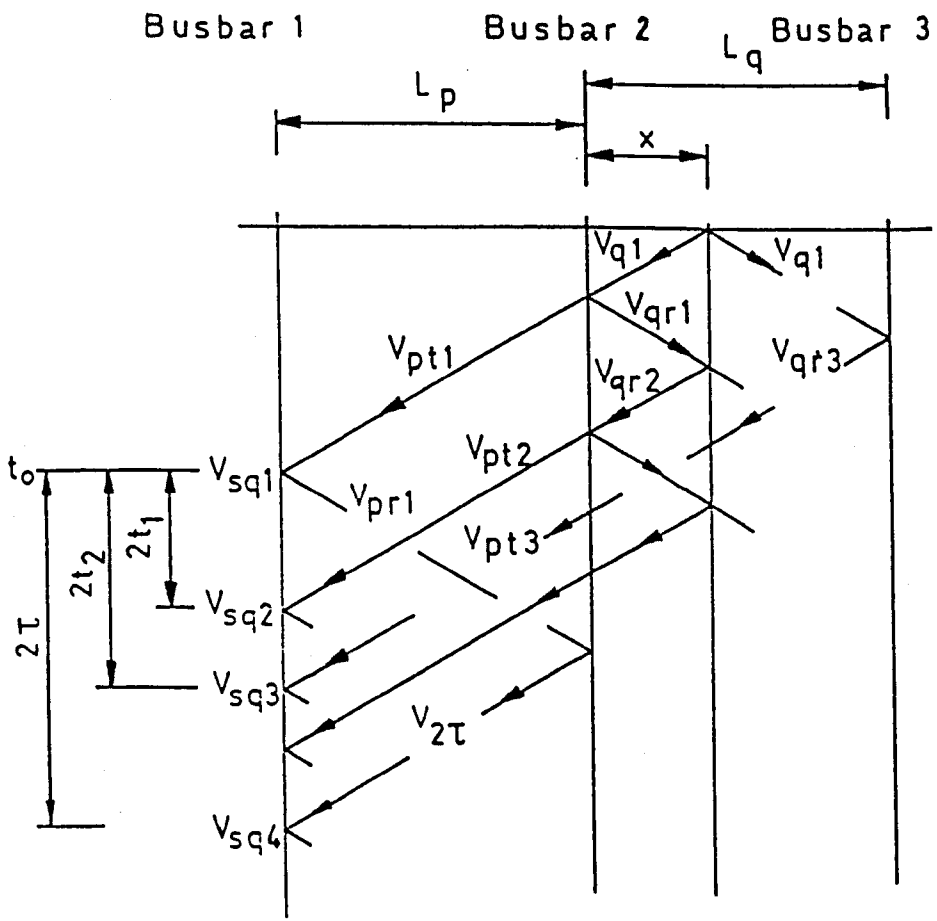 Busbar 1 Busbar 2 Busbar 3
L_q
L_p
x
V_q1 V_q1
V_qr1
V_pt1 V_qr3
V_qr2
t_o V_sq1 V_pt2
V_pr1
2t_1 V_pt3
2t_2
V_sq2
2τ
V_sq3
V_2τ
V_sq4